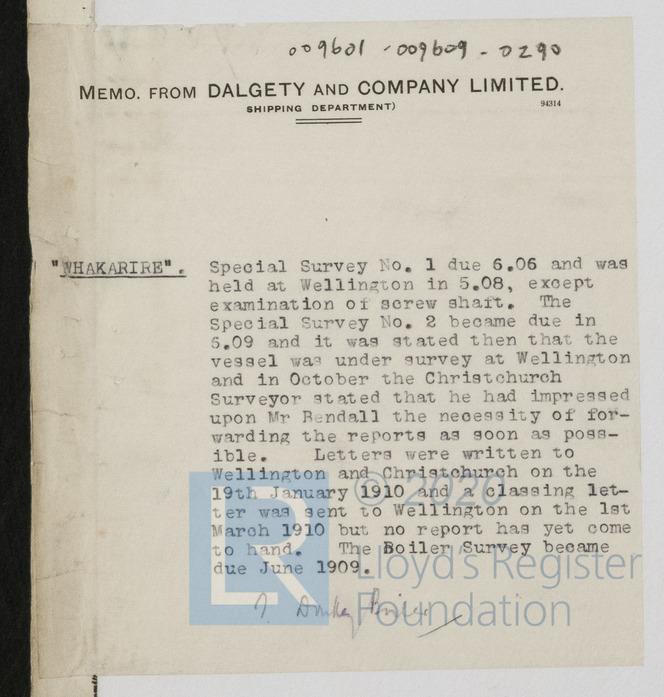 009601 - 009609 - 0290
MEMO. FROM DALGETY AND COMPANY LIMITED.
SHIPPING DEPARTMENT)
94314
"WHAKARIRE". Special Survey No. 1 due 6.06 and was
held at Wellington in 5.08, except
examination of screw shaft. The
Special Survey No. 2 became due in
5.09 and it was stated then that the
vessel was under survey at Wellington
and in October the Christchurch
Surveyor stated that he had impressed
upon Mr Bendall the necessity of for-
warding the reports as soon as poss-
ible. Letters were written to
Wellington and Christchurch on the
19th January 1910 and a classing let-
ter was sent to Wellington on the 1st
March 1910 but no report has yet come
to hand. The Boiler Survey became
due June 1909.
? Donkey Boiler
LR
© 2020
Lloyd's Register
Foundation